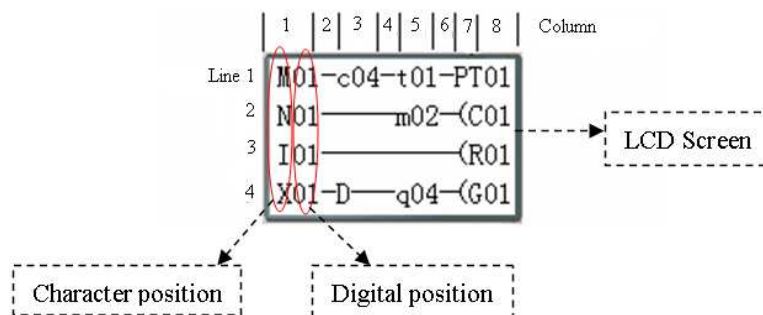 1 2 3 4 5 6 7 8 Column
Line 1 M01-c04-t01-PT01
2 N01———m02-(C01
3 I01—————(R01
4 X01-D——q04-(G01
LCD Screen
Character position Digital position